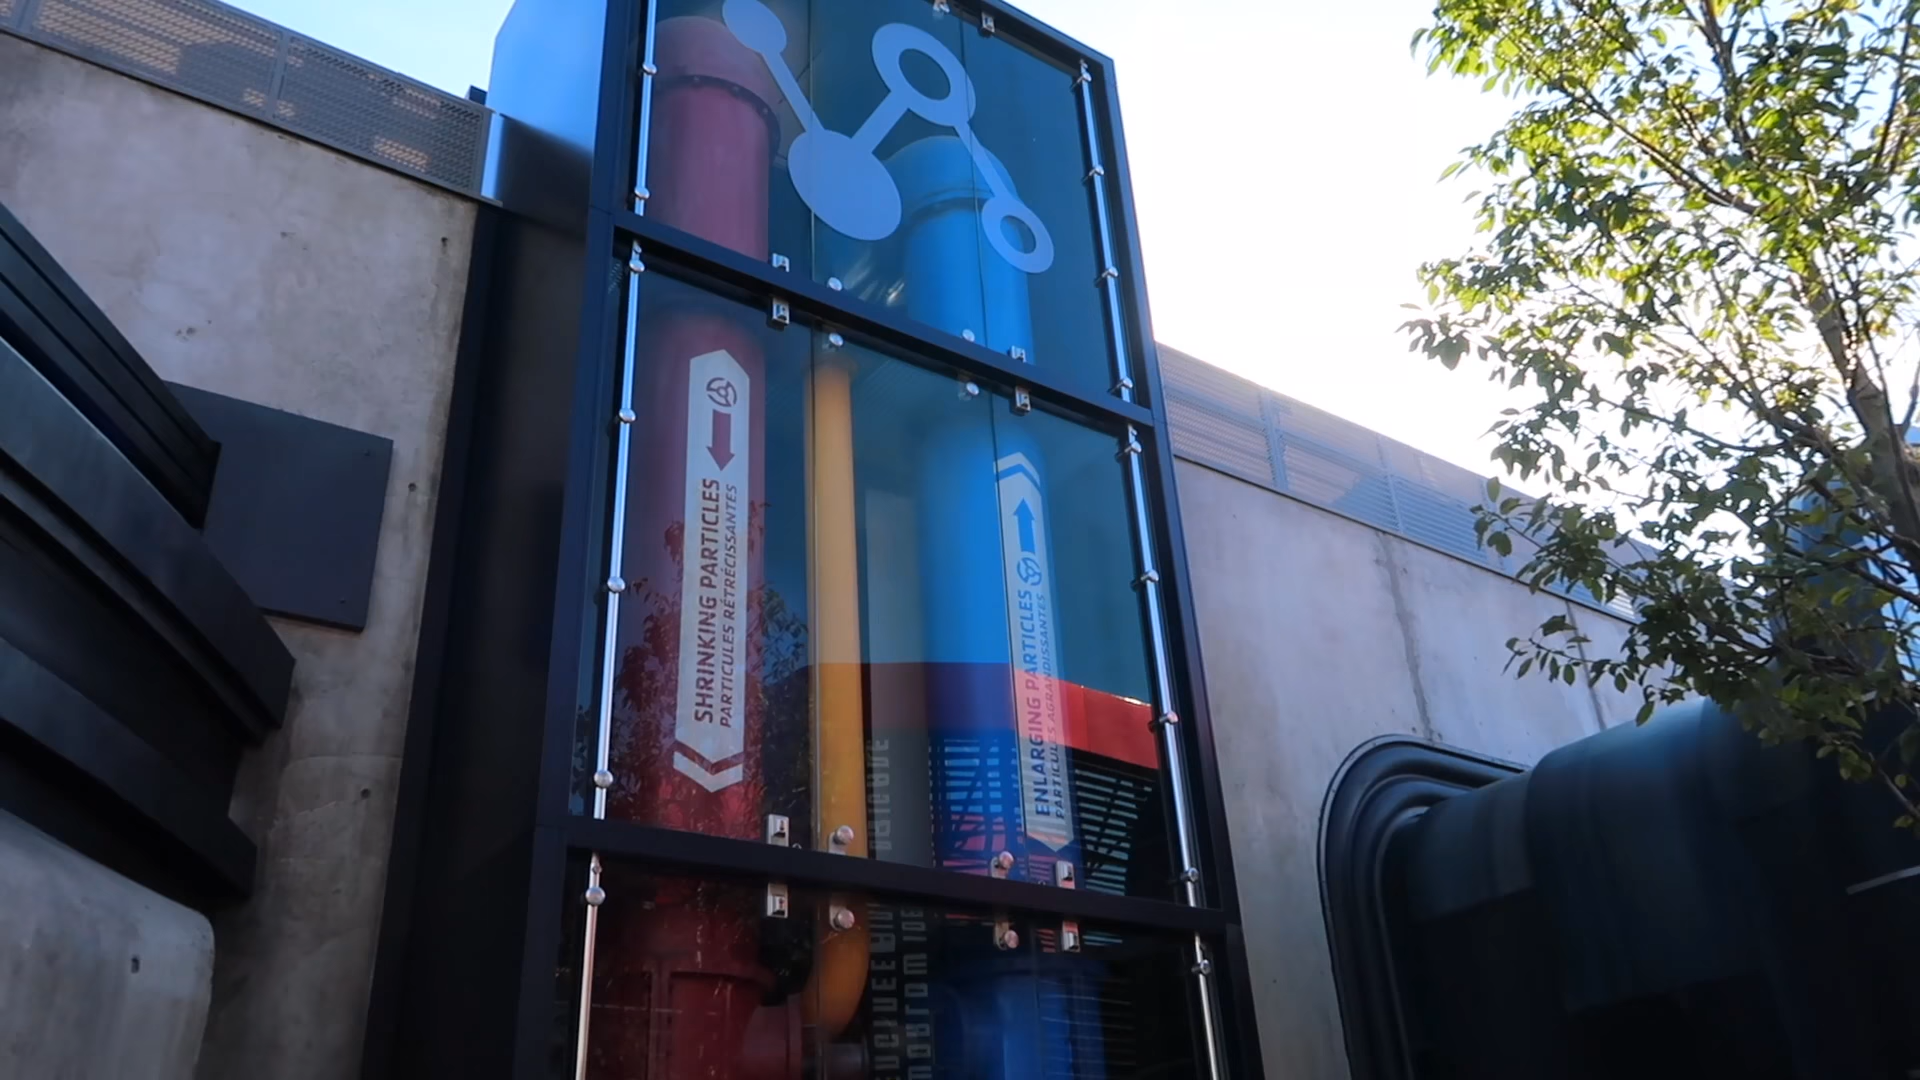 SHRINKING PARTICLES
PARTICULES RÉTRÉCISSANTES
ENLARGING PARTICLES
PARTICULES AGRANDISSANTES